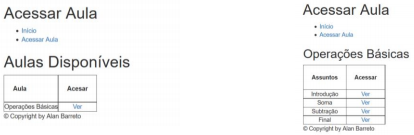 Acessar Aula
Início
Acessar Aula
Aulas Disponíveis
Aula Acesar
Operações Básicas Ver
© Copyright by Alan Barreto
Acessar Aula
Início
Acessar Aula
Operações Básicas
Assuntos Acessar
Introdução Ver
Soma Ver
Subtração Ver
Final Ver
© Copyright by Alan Barreto